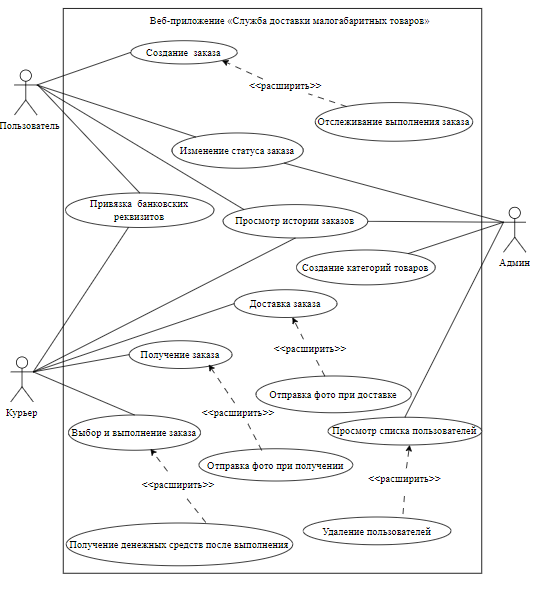 Веб-приложение «Служба доставки малогабаритных товаров»
Создание заказа
<<расширить>>
Отслеживание выполнения заказа
Пользователь
Изменение статуса заказа
Привязка банковских
реквизитов
Просмотр истории заказов
Админ
Создание категорий товаров
Доставка заказа
<<расширить>>
Получение заказа
Отправка фото при доставке
Курьер
<<расширить>>
Выбор и выполнение заказа
Просмотр списка пользователей
Отправка фото при получении
<<расширить>>
<<расширить>>
Удаление пользователей
Получение денежных средств после выполнения